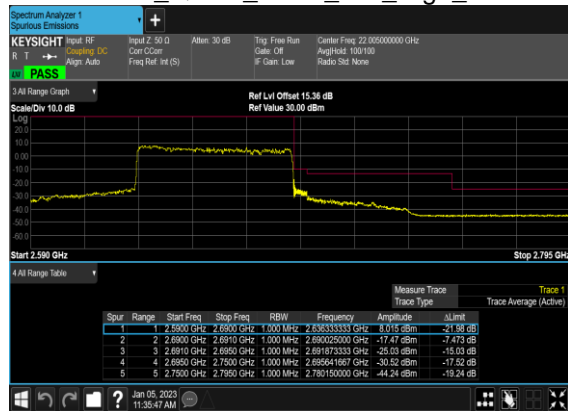 Spectrum Analyzer 1
Spurious Emissions
+
KEYSIGHT
R T
LW PASS
Input: RF
Coupling: DC
Align: Auto
Input Z: 50 Ω
Corr CCorr
Freq Ref: Int (S)
Atten: 30 dB
Trig: Free Run
Gate: Off
IF Gain: Low
Center Freq: 22.005000000 GHz
Avg|Hold: 100/100
Radio Std: None
3 All Range Graph
Scale/Div 10.0 dB
Ref Lvl Offset 15.36 dB
Ref Value 30.00 dBm
Log
20.0
10.0
0.00
-10.0
-20.0
-30.0
-40.0
-50.0
-60.0
Start 2.590 GHz
Stop 2.795 GHz
4 All Range Table
Measure Trace Trace 1
Trace Type Trace Average (Active)
Spur Range Start Freq Stop Freq RBW Frequency Amplitude ΔLimit
1 1 2.5900 GHz 2.6900 GHz 1.000 MHz 2.636333333 GHz 8.015 dBm -21.98 dB
2 2 2.6900 GHz 2.6910 GHz 1.000 MHz 2.690025000 GHz -17.47 dBm -7.473 dB
3 3 2.6910 GHz 2.6950 GHz 1.000 MHz 2.691873333 GHz -25.03 dBm -15.03 dB
4 4 2.6950 GHz 2.7500 GHz 1.000 MHz 2.695641667 GHz -30.52 dBm -17.52 dB
5 5 2.7500 GHz 2.7950 GHz 1.000 MHz 2.780150000 GHz -44.24 dBm -19.24 dB
?
Jan 05, 2023
11:35:47 AM